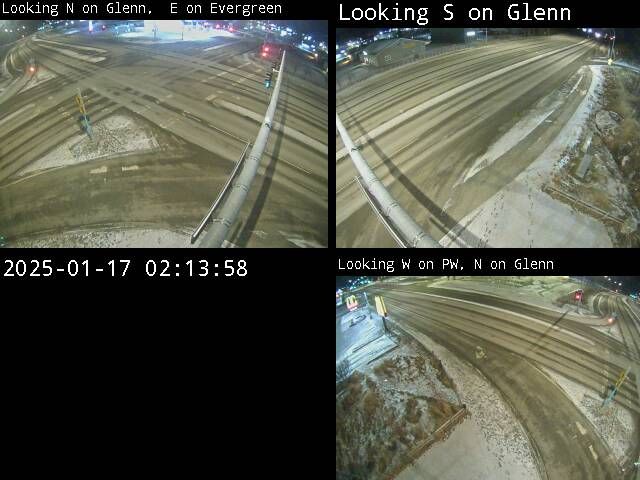 Looking N on Glenn,  E on Evergreen
Looking S on Glenn
2025-01-17 02:13:58
Looking W on PW, N on Glenn